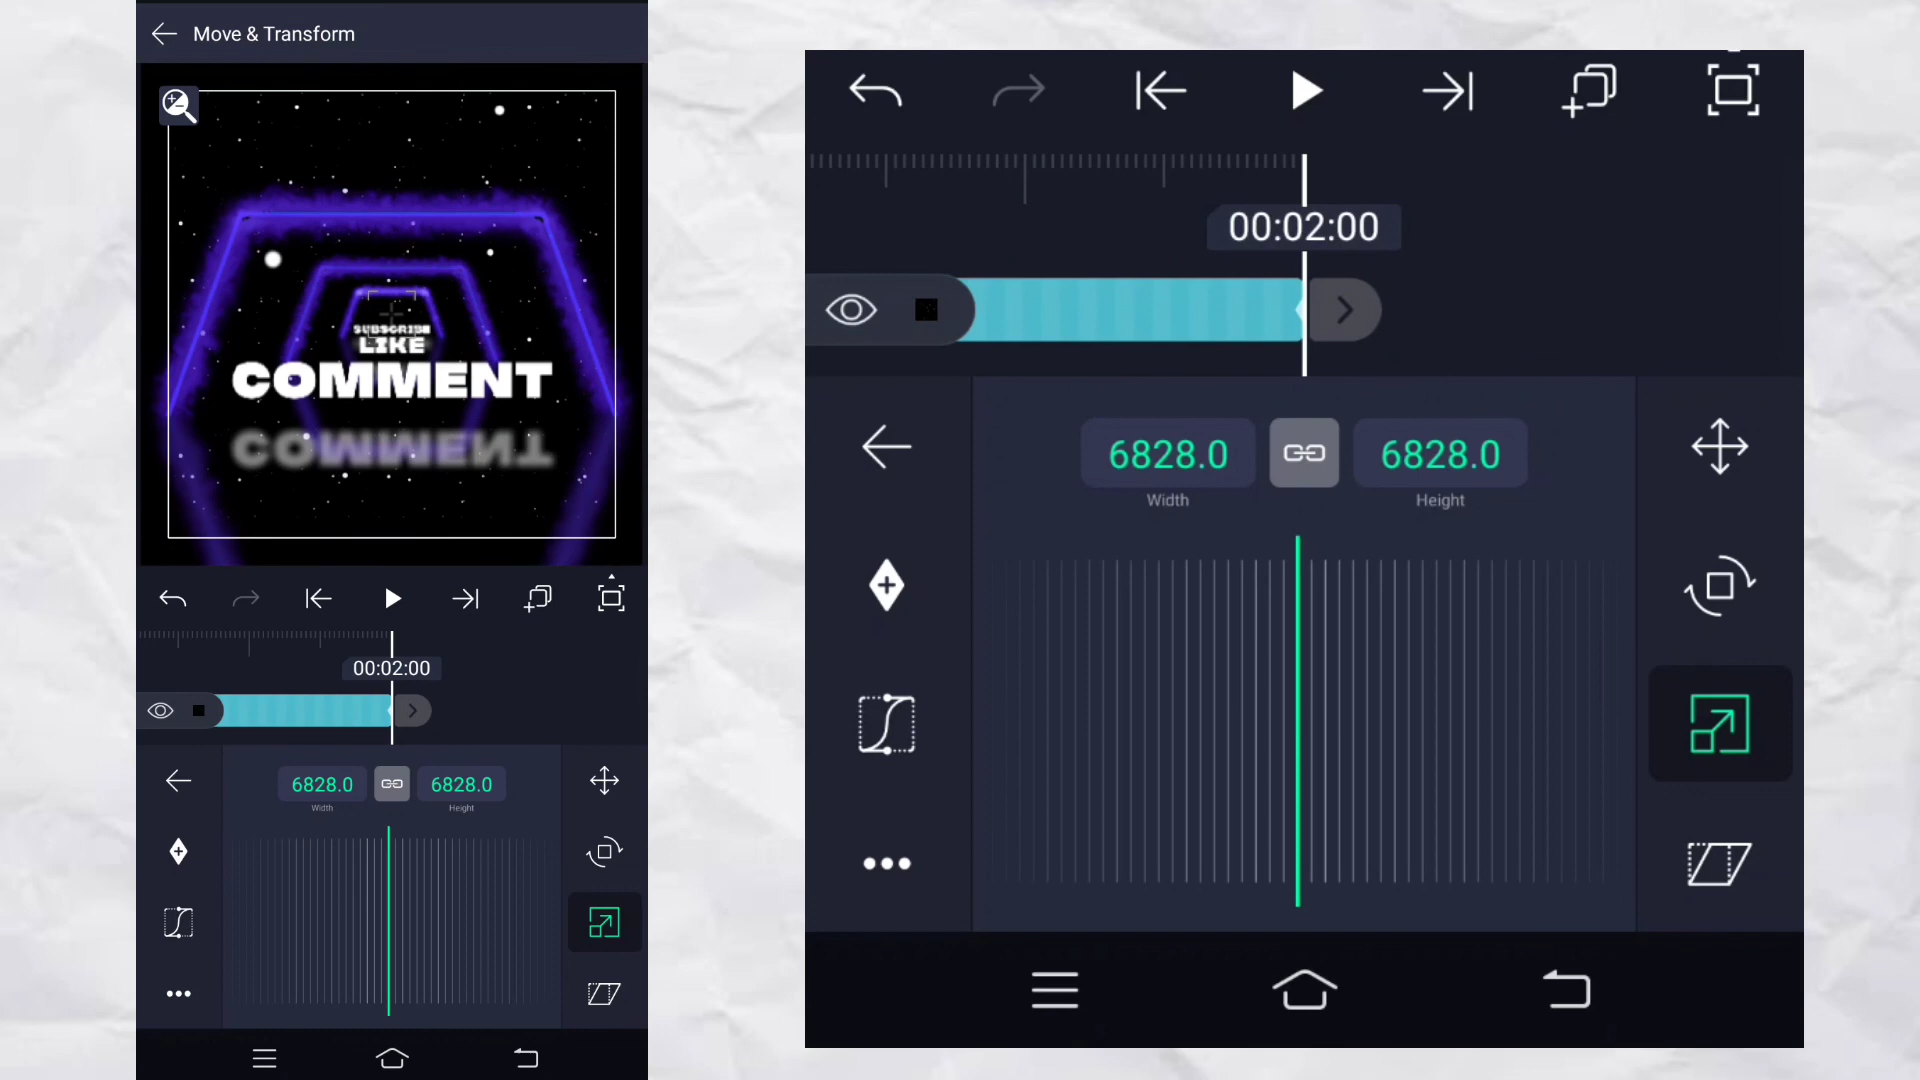 Move & Transform
SUBSCRIBE
LIKE
COMMENT
COMMENT
00:02:00
6828.0
6828.0
Width
Height
00:02:00
6828.0
6828.0
Width
Height